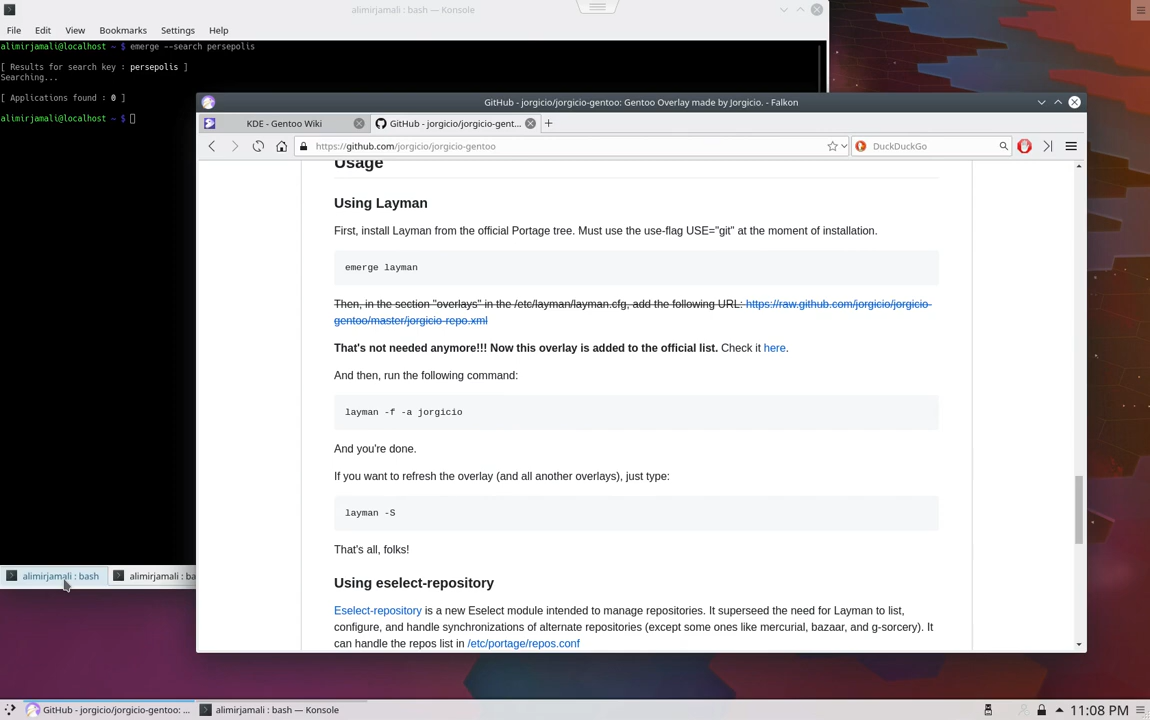 alimirjamali : bash — Konsole
File Edit View Bookmarks Settings Help
alimirjamali@localhost ~ $ emerge --search persepolis
[ Results for search key : persepolis ]
Searching...
[ Applications found : 0 ]
alimirjamali@localhost ~ $
GitHub - jorgicio/jorgicio-gentoo: Gentoo Overlay made by Jorgicio. - Falkon
KDE - Gentoo Wiki
GitHub - jorgicio/jorgicio-gent...
https://github.com/jorgicio/jorgicio-gentoo
DuckDuckGo
Usage
Using Layman
First, install Layman from the official Portage tree. Must use the use-flag USE="git" at the moment of installation.
emerge layman
Then, in the section "overlays" in the /etc/layman/layman.cfg, add the following URL: https://raw.github.com/jorgicio/jorgicio-
gentoo/master/jorgicio-repo.xml
That's not needed anymore!!! Now this overlay is added to the official list. Check it here.
And then, run the following command:
layman -f -a jorgicio
And you're done.
If you want to refresh the overlay (and all another overlays), just type:
layman -S
That's all, folks!
Using eselect-repository
Eselect-repository is a new Eselect module intended to manage repositories. It superseed the need for Layman to list,
configure, and handle synchronizations of alternate repositories (except some ones like mercurial, bazaar, and g-sorcery). It
can handle the repos list in /etc/portage/repos.conf
alimirjamali : bash
alimirjamali : ba
GitHub - jorgicio/jorgicio-gentoo: ...
alimirjamali : bash — Konsole
11:08 PM